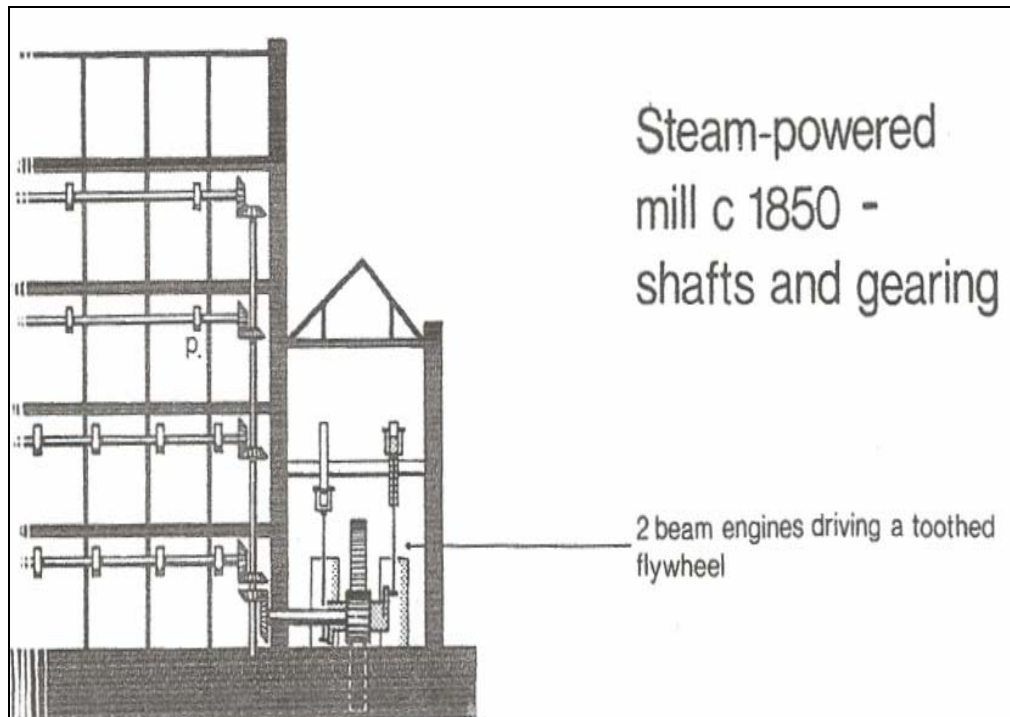 Steam-powered
mill c 1850 -
shafts and gearing
p.
2 beam engines driving a toothed
flywheel